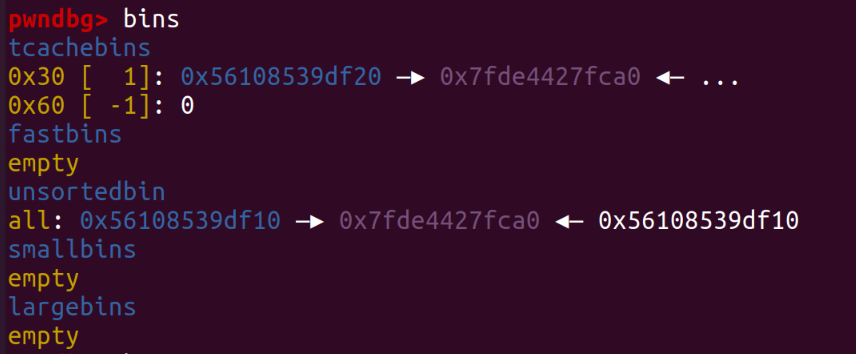 pwndbg> bins
tcachebins
0x30 [  1]: 0x56108539df20 —▸ 0x7fde4427fca0 ◂— ...
0x60 [ -1]: 0
fastbins
empty
unsortedbin
all: 0x56108539df10 —▸ 0x7fde4427fca0 ◂— 0x56108539df10
smallbins
empty
largebins
empty